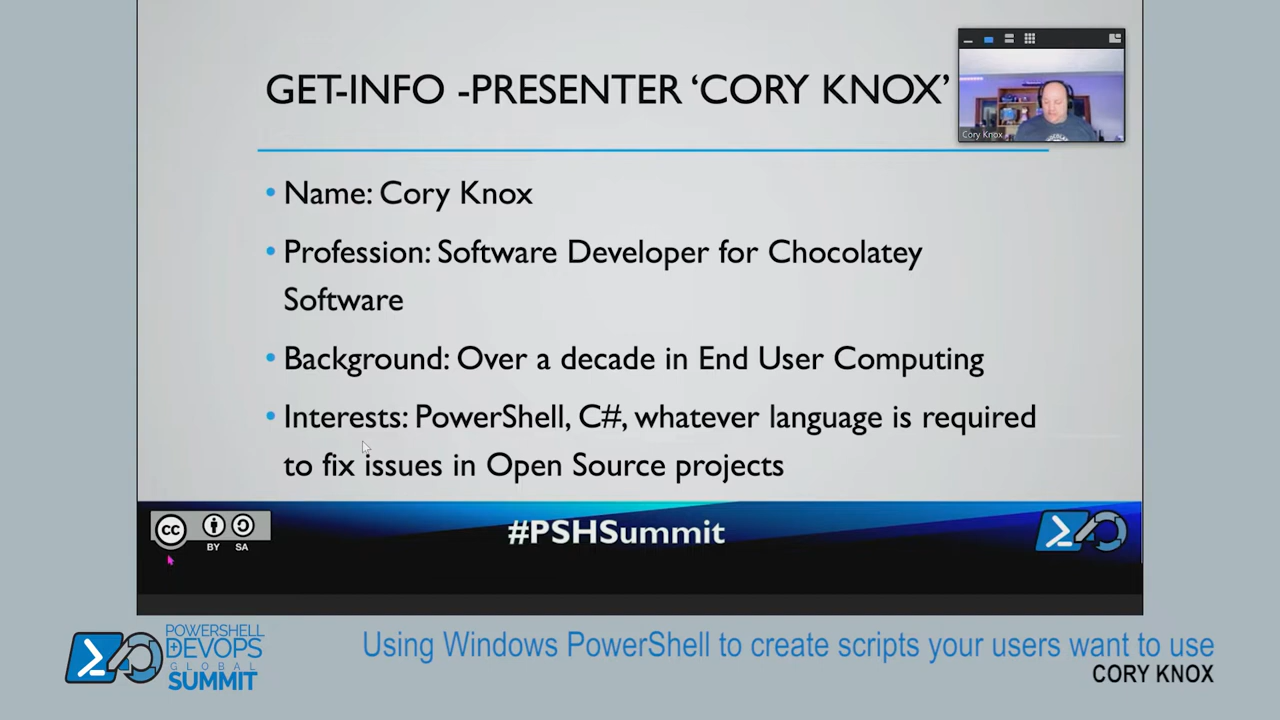 GET-INFO -PRESENTER ‘CORY KNOX’
Cory Knox
• Name: Cory Knox
• Profession: Software Developer for Chocolatey
Software
• Background: Over a decade in End User Computing
• Interests: PowerShell, C#, whatever language is required
to fix issues in Open Source projects
cc
BY SA
#PSHSummit
POWERSHELL
DEVOPS
GLOBAL
SUMMIT
Using Windows PowerShell to create scripts your users want to use
CORY KNOX